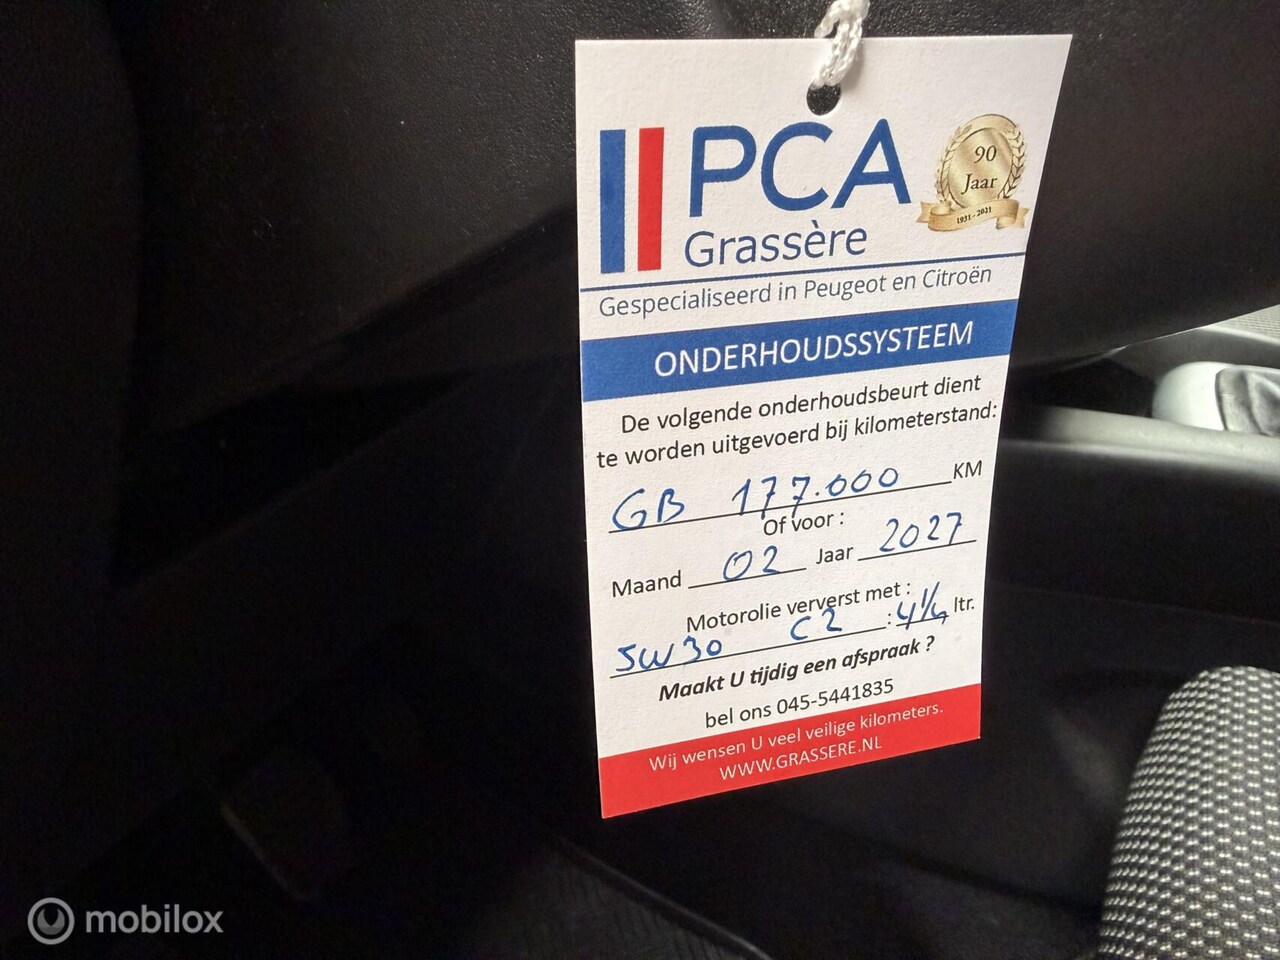 PCA
Grassère
90
Jaar
1931 - 2021
Gespecialiseerd in Peugeot en Citroën
ONDERHOUDSSYSTEEM
De volgende onderhoudsbeurt dient
te worden uitgevoerd bij kilometerstand:
GB 177.000 KM
Of voor :
Maand 02 Jaar 2027
Motorolie ververst met :
5W30 C2 : 4 1/4 ltr.
Maakt U tijdig een afspraak ?
bel ons 045-5441835
Wij wensen U veel veilige kilometers.
WWW.GRASSERE.NL
mobilox